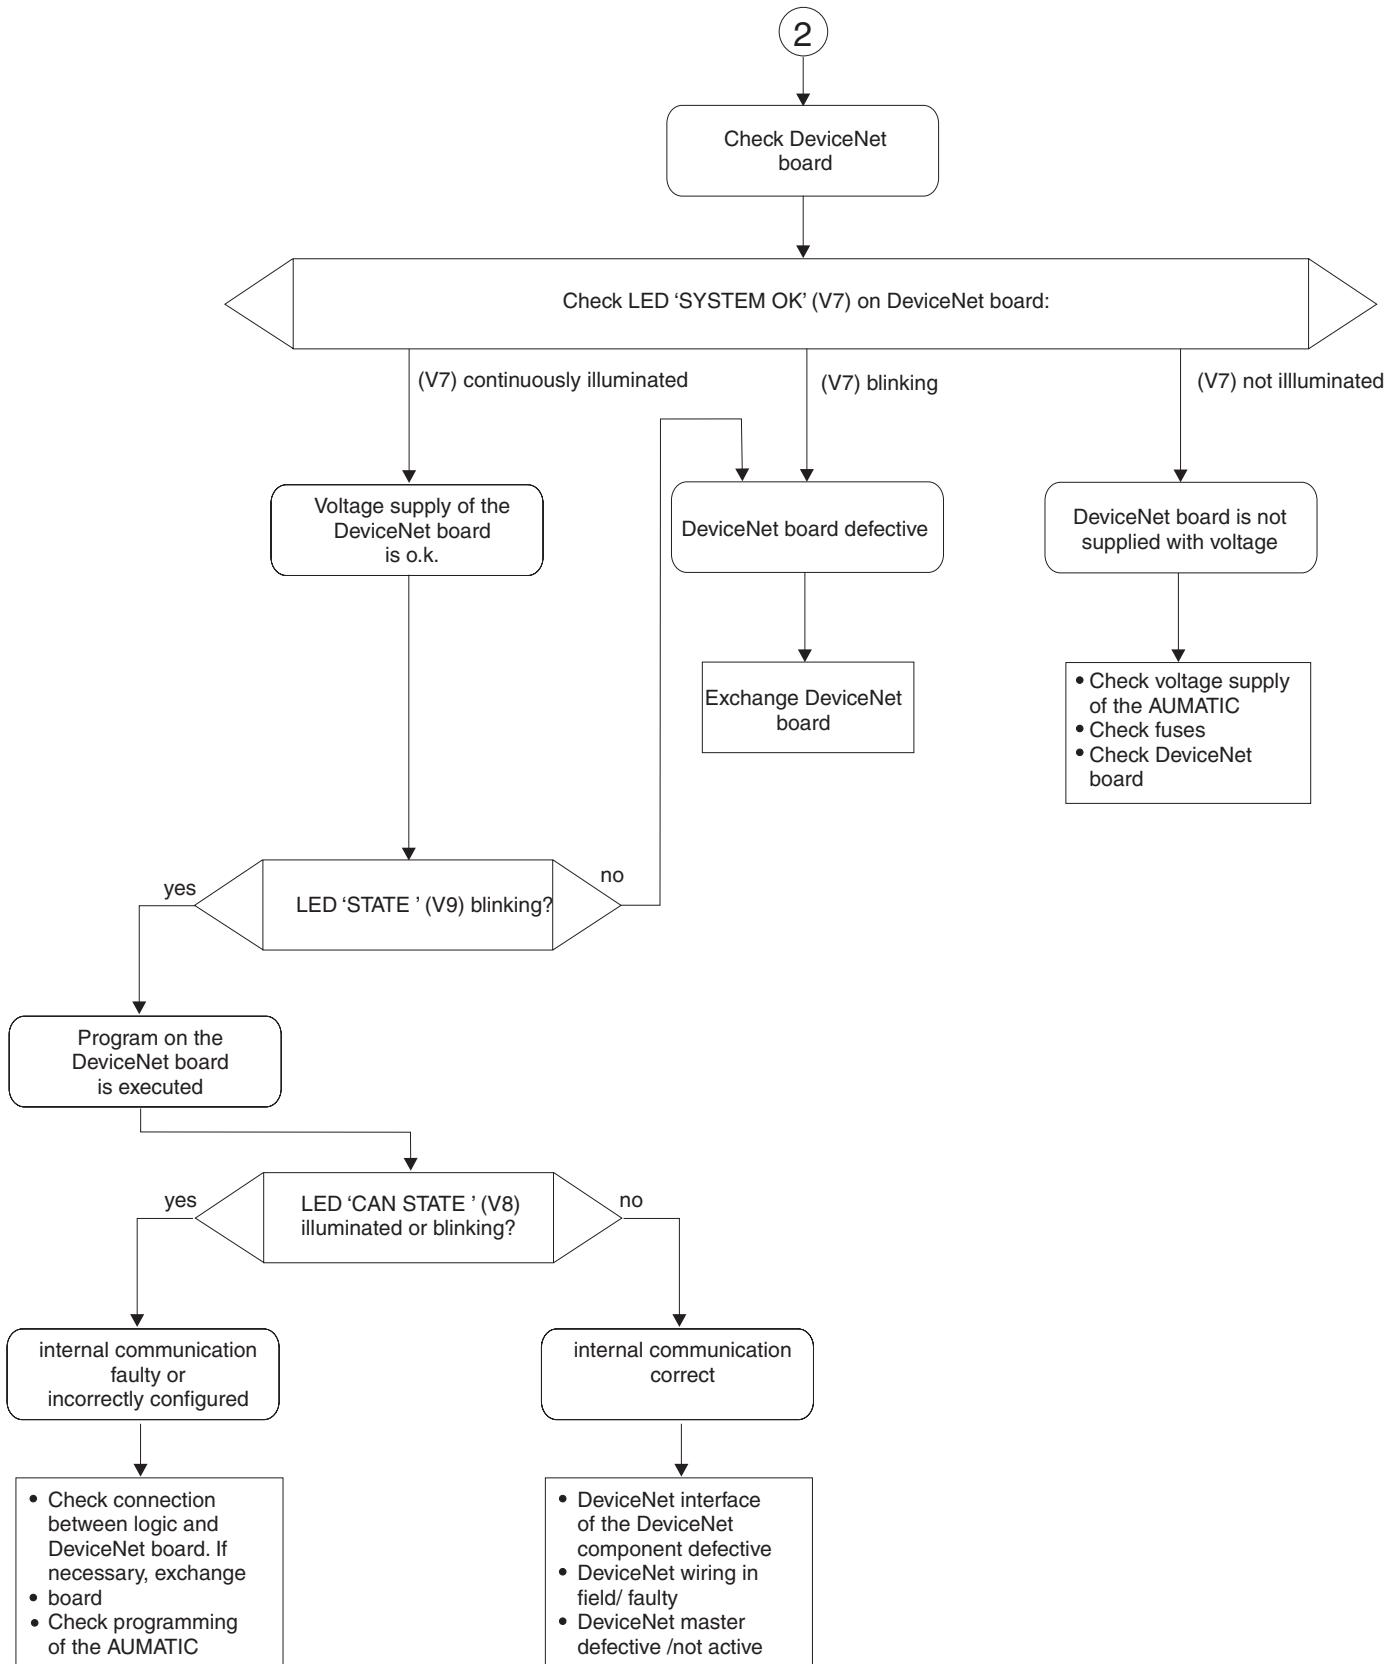 2
Check DeviceNet
board
Check LED ‘SYSTEM OK’ (V7) on DeviceNet board:
(V7) continuously illuminated
(V7) blinking
(V7) not illluminated
Voltage supply of the
DeviceNet board
is o.k.
DeviceNet board defective
DeviceNet board is not
supplied with voltage
Exchange DeviceNet
board
• Check voltage supply
of the AUMATIC
• Check fuses
• Check DeviceNet
board
yes
LED ‘STATE ’ (V9) blinking?
no
Program on the
DeviceNet board
is executed
yes
LED ‘CAN STATE ’ (V8)
illuminated or blinking?
no
internal communication
faulty or
incorrectly configured
internal communication
correct
• Check connection
between logic and
DeviceNet board. If
necessary, exchange
• board
• Check programming
of the AUMATIC
• DeviceNet interface
of the DeviceNet
component defective
• DeviceNet wiring in
field/ faulty
• DeviceNet master
defective /not active